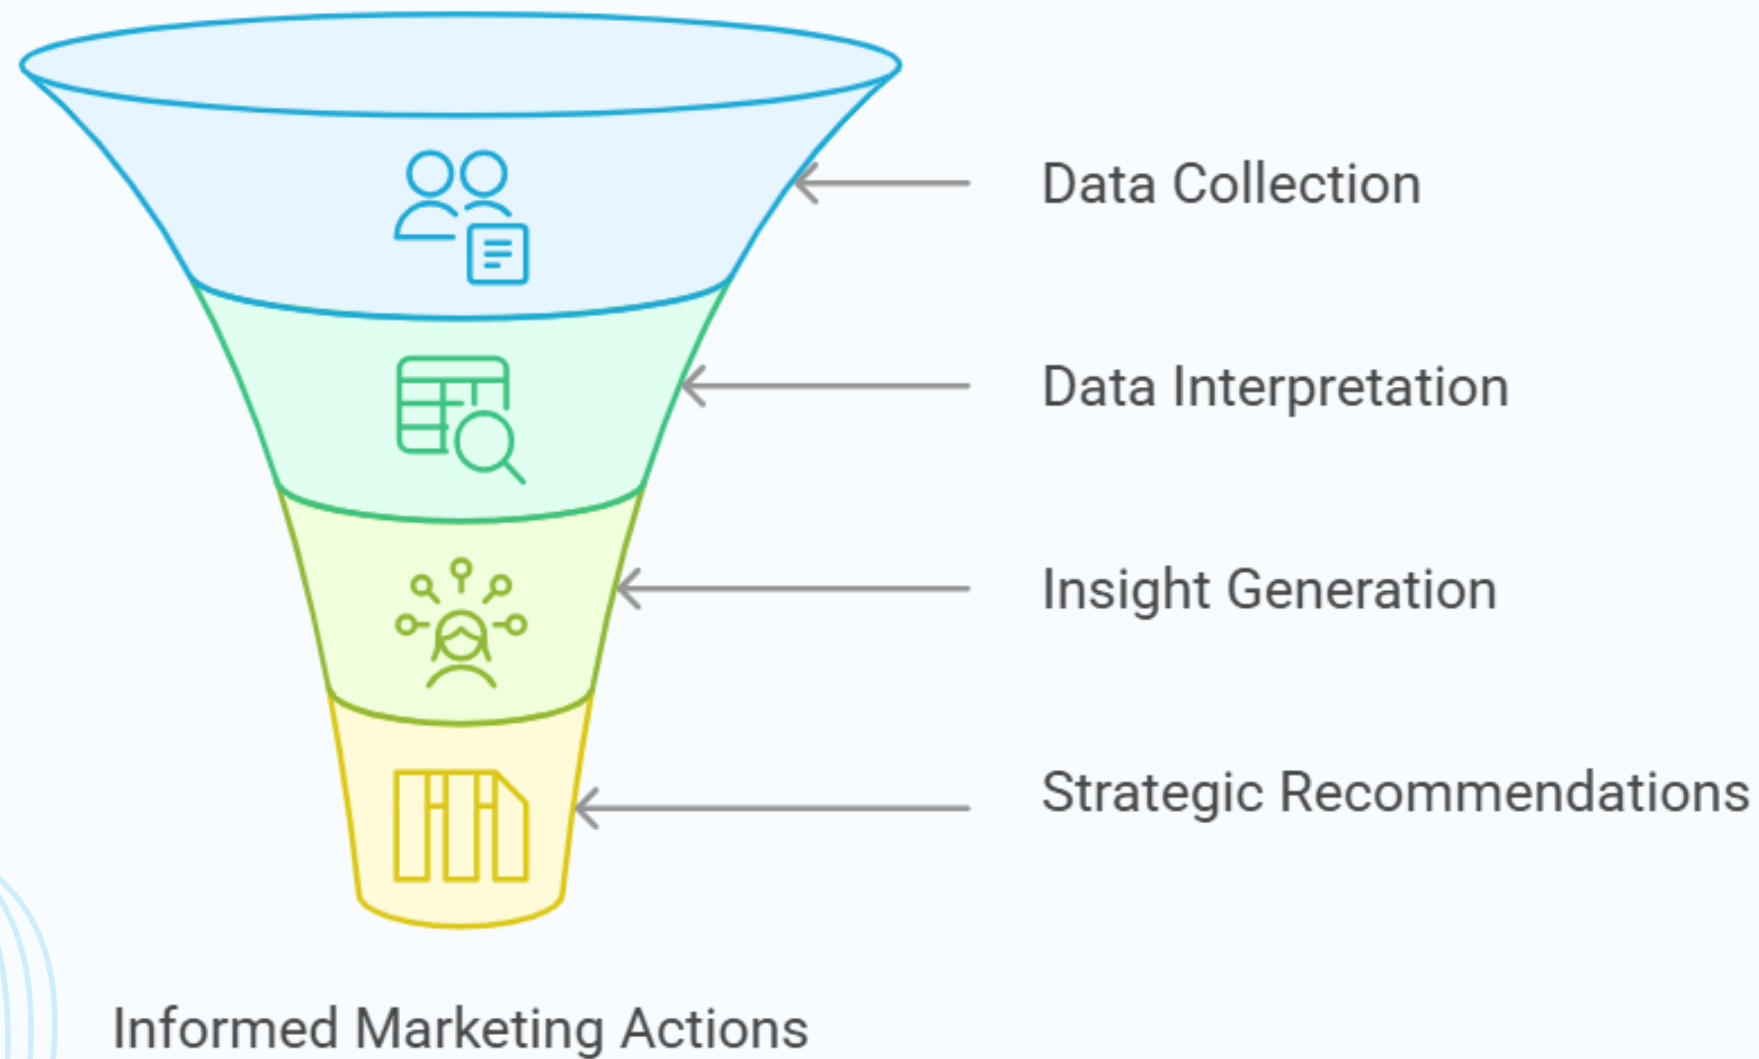 Data Collection
Data Interpretation
Insight Generation
Strategic Recommendations
Informed Marketing Actions